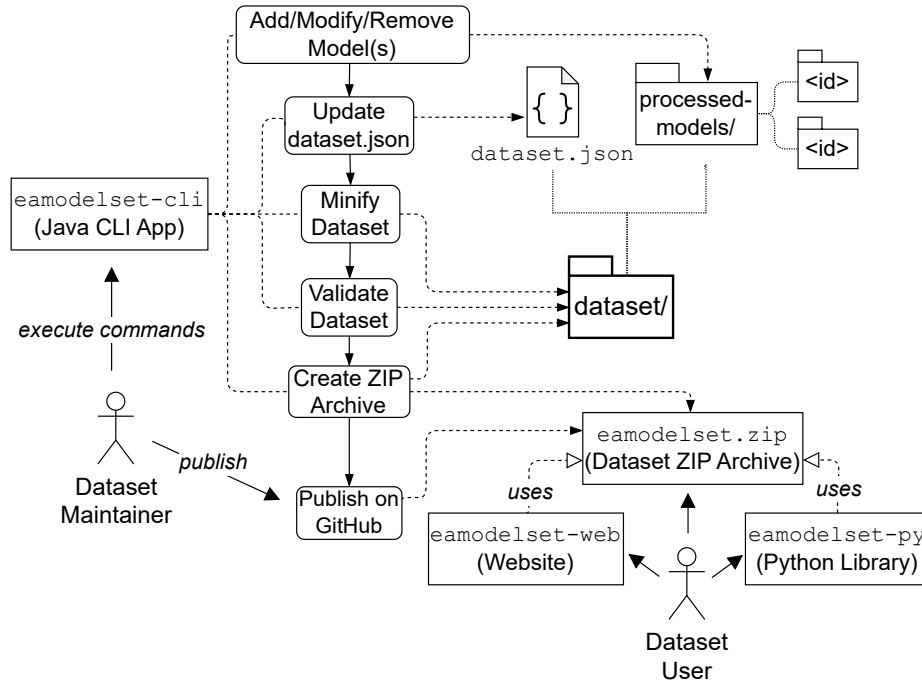 Add/Modify/Remove
Model(s)
Update
dataset.json
{ }
dataset.json
processed-
models/
<id>
<id>
eamodelset-cli
(Java CLI App)
Minify
Dataset
Validate
Dataset
dataset/
execute commands
Create ZIP
Archive
eamodelset.zip
(Dataset ZIP Archive)
publish
Dataset
Maintainer
Publish on
GitHub
uses
uses
eamodelset-web
(Website)
eamodelset-py
(Python Library)
Dataset
User